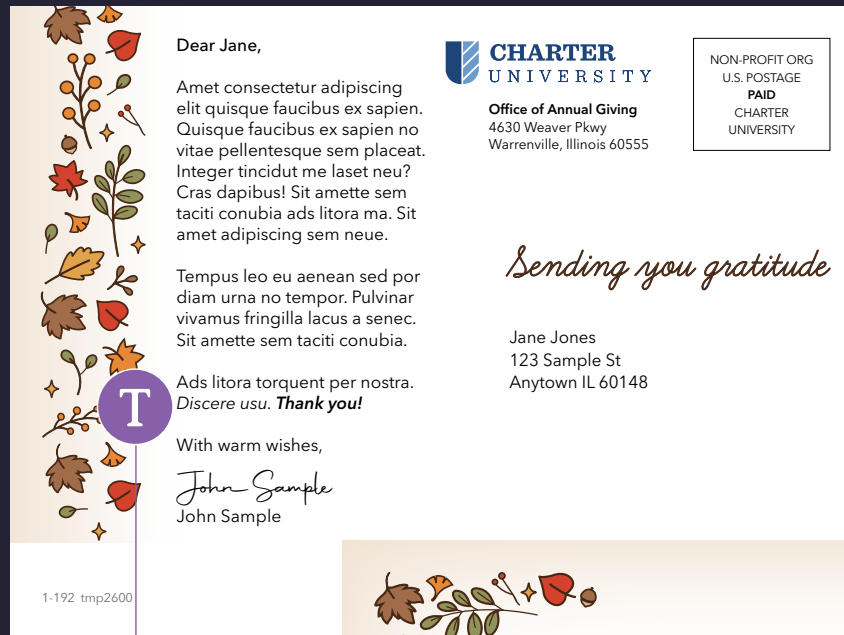 Dear Jane,
Amet consectetur adipiscing
elit quisque faucibus ex sapien.
Quisque faucibus ex sapien no
vitae pellentesque sem placeat.
Integer tincidut me laset neu?
Cras dapibus! Sit amette sem
taciti conubia ads litora ma. Sit
amet adipiscing sem neue.
Tempus leo eu aenean sed por
diam urna no tempor. Pulvinar
vivamus fringilla lacus a senec.
Sit amette sem taciti conubia.
Ads litora torquent per nostra.
Discere usu. Thank you!
With warm wishes,
John Sample
John Sample
CHARTER
UNIVERSITY
Office of Annual Giving
4630 Weaver Pkwy
Warrenville, Illinois 60555
NON-PROFIT ORG
U.S. POSTAGE
PAID
CHARTER
UNIVERSITY
Sending you gratitude
Jane Jones
123 Sample St
Anytown IL 60148
T
1-192 tmp2600